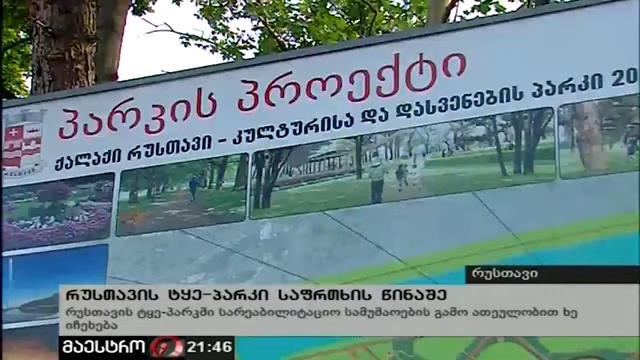 პარკის პროექტი
ქალაქი რუსთავი - კულტურისა და დასვენების პარკი 20
რუსთავი
რუსთავის ტყე-პარკი საფრთხის წინაშე
რუსთავის ტყე-პარკში სარეაბილიტაციო სამუშაოების გამო ათეულობით ხე
იჩეხება
მაესტრო 21:46